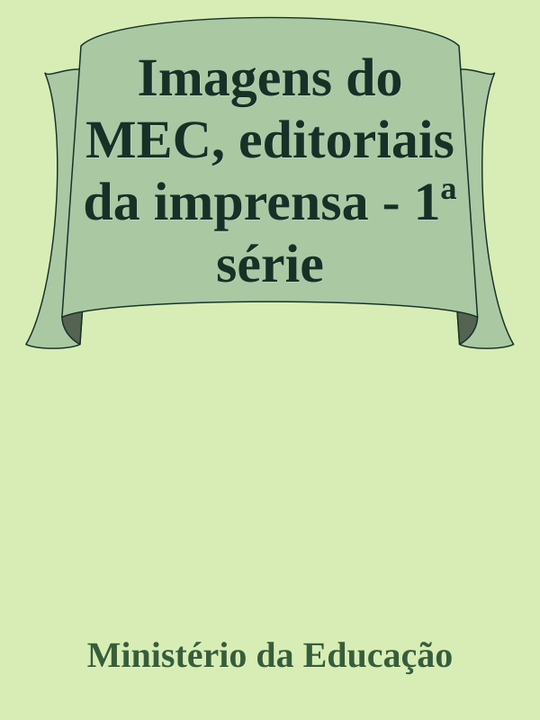 Imagens do
MEC, editoriais
da imprensa - 1ª
série
Ministério da Educação